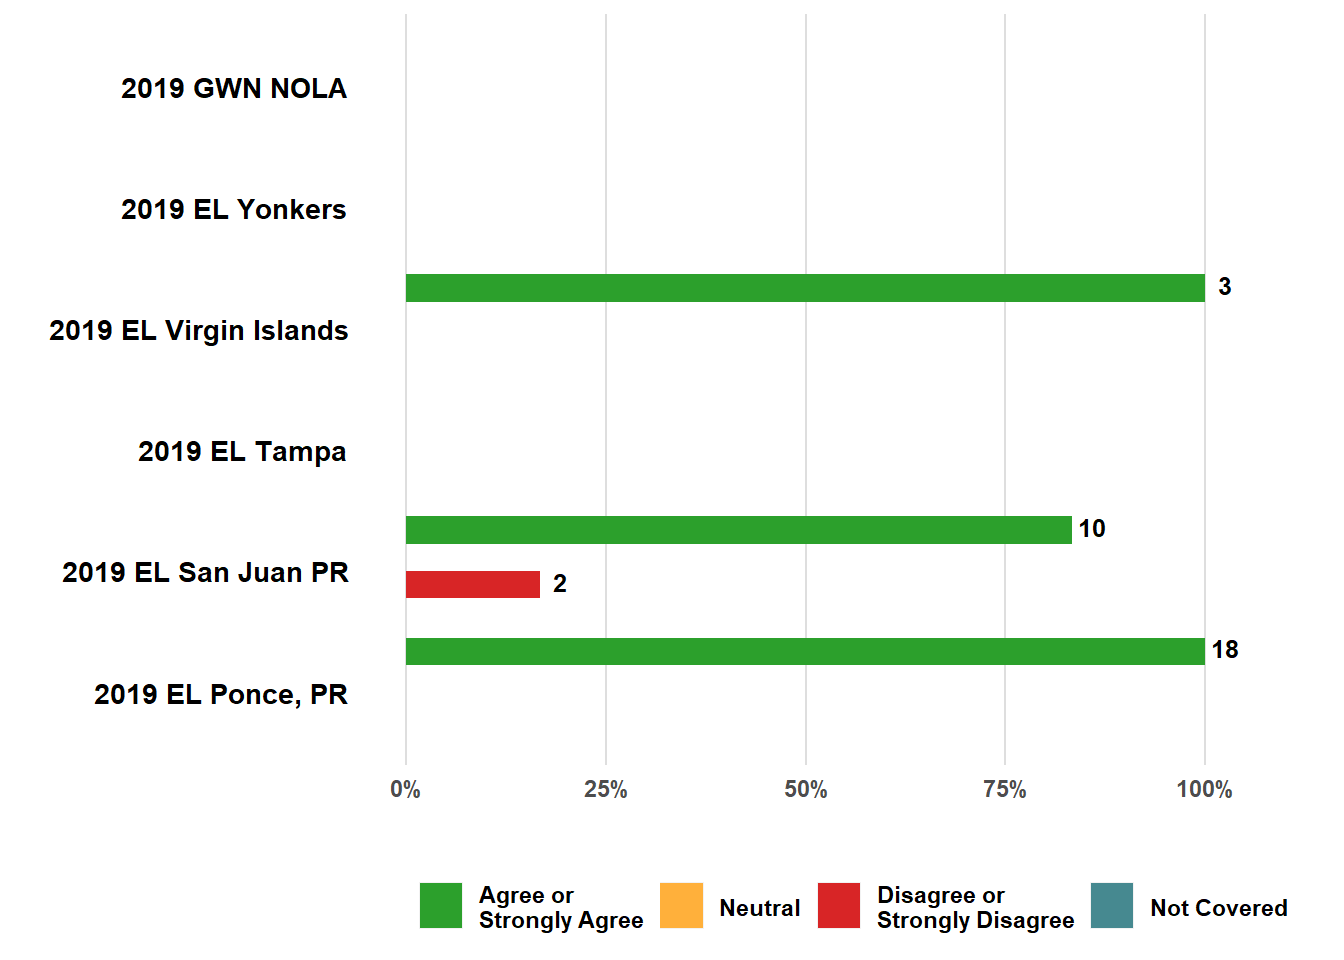 2019 GWN NOLA
2019 EL Yonkers
3
2019 EL Virgin Islands
2019 EL Tampa
10
2019 EL San Juan PR
2
18
2019 EL Ponce, PR
0%
25%
50%
75%
100%
Agree or
Strongly Agree
Neutral
Disagree or
Strongly Disagree
Not Covered